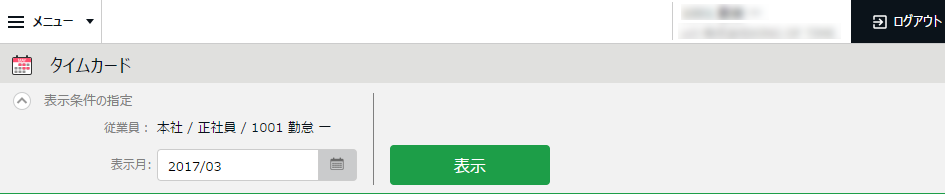 メニュー
ログアウト
タイムカード
表示条件の指定
従業員： 本社 / 正社員 / 1001 勤怠 一
表示月: 2017/03
表示